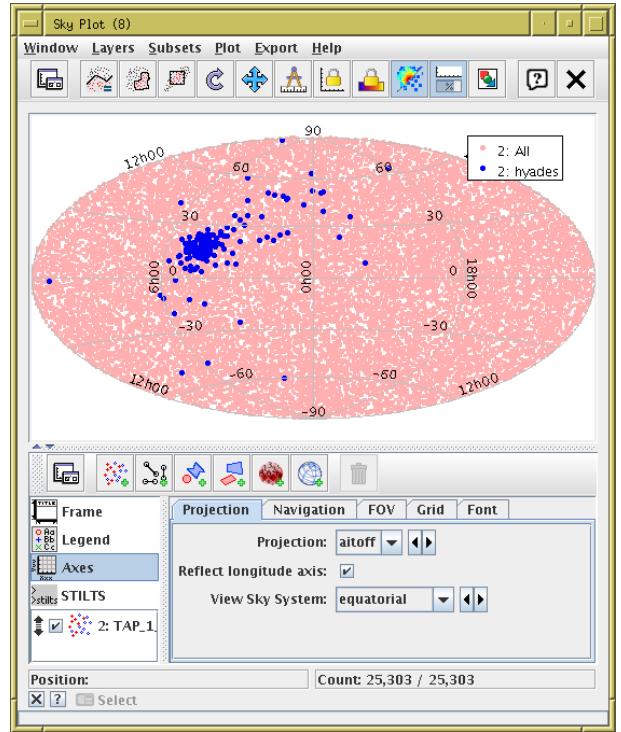 Sky Plot (8)
Window Layers Subsets Plot Export Help
90
2: All
2: hyades
12h00
60
60
30
30
6h00
0
0h00
0
18h00
-30
-30
12h00
-60
-60
12h00
-90
Frame
Legend
Axes
STILTS
2: TAP_1_
Projection Navigation FOV Grid Font
Projection: aitoff
Reflect longitude axis:
View Sky System: equatorial
Position:
Count: 25,303 / 25,303
Select